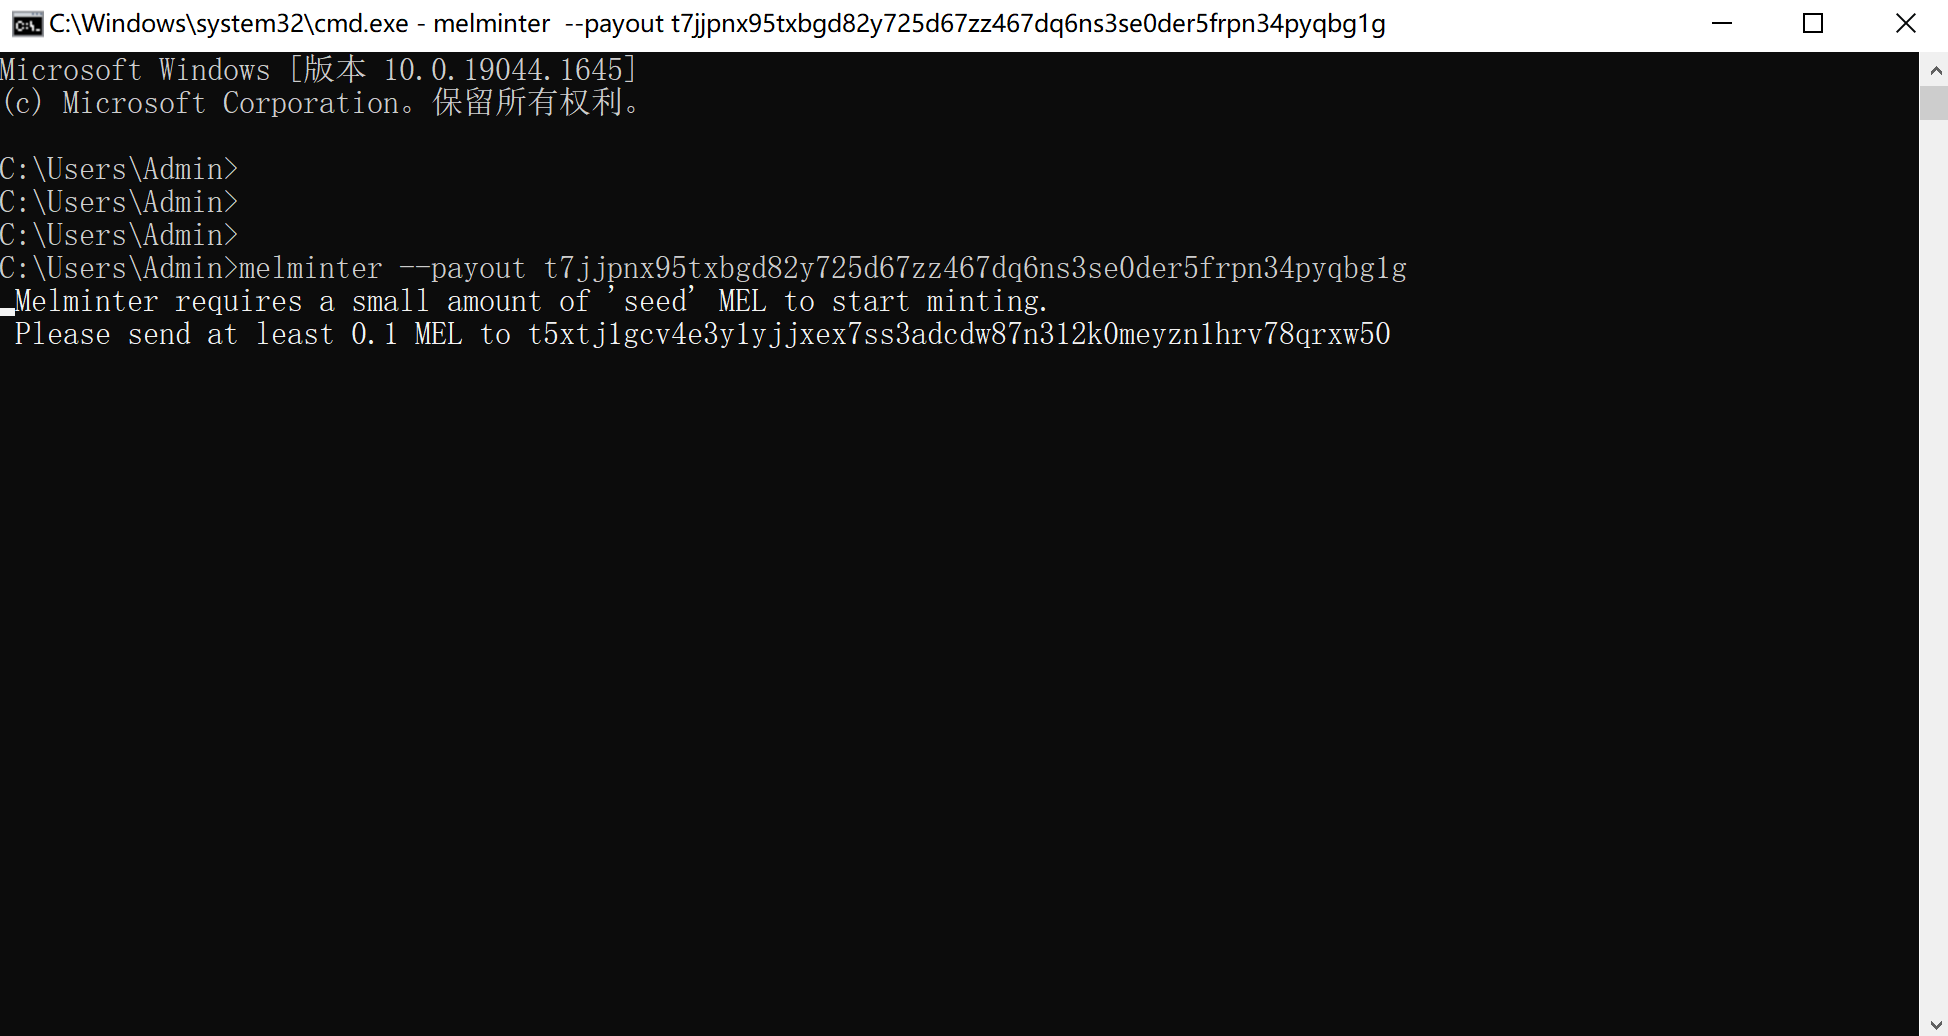 C:\Windows\system32\cmd.exe - melminter  --payout t7jjpnx95txbgd82y725d67zz467dq6ns3se0der5frpn34pyqbg1g
Microsoft Windows [版本 10.0.19044.1645]
(c) Microsoft Corporation。保留所有权利。
C:\Users\Admin>
C:\Users\Admin>
C:\Users\Admin>
C:\Users\Admin>melminter --payout t7jjpnx95txbgd82y725d67zz467dq6ns3se0der5frpn34pyqbg1g
Melminter requires a small amount of 'seed' MEL to start minting.
Please send at least 0.1 MEL to t5xtj1gcv4e3y1yjjxex7ss3adcdw87n312k0meyzn1hrv78qrxw50